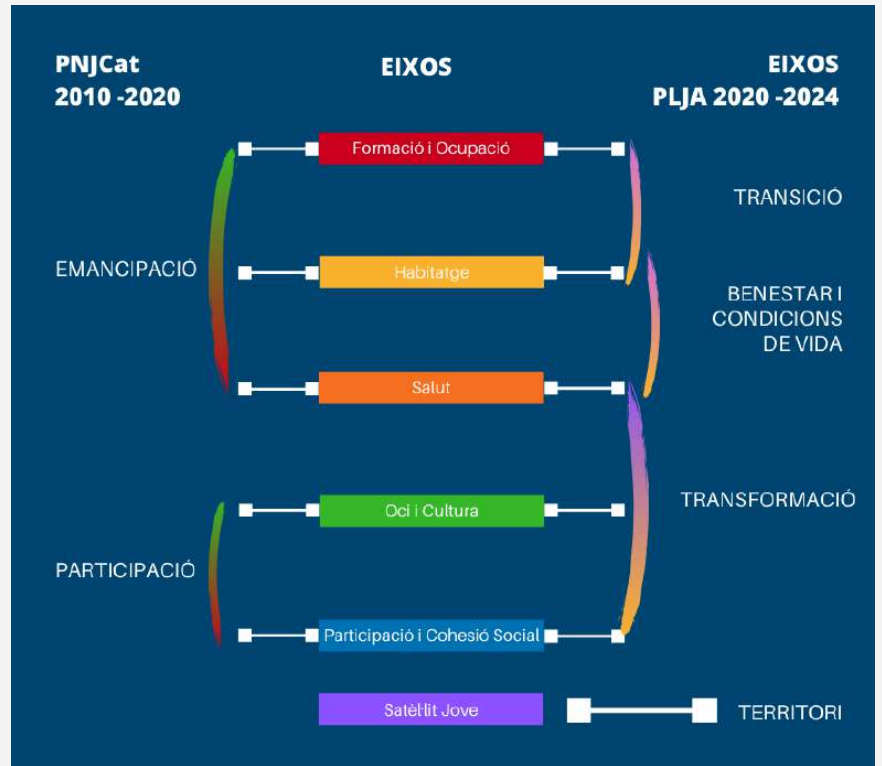 PNJCat
2010 -2020
EIXOS
EIXOS
PLJA 2020 -2024
Formació i Ocupació
TRANSICIÓ
EMANCIPACIÓ
Habitatge
BENESTAR I
CONDICIONS
DE VIDA
Salut
Oci i Cultura
TRANSFORMACIÓ
PARTICIPACIÓ
Participació i Cohesió Social
Satèl·lit Jove
TERRITORI